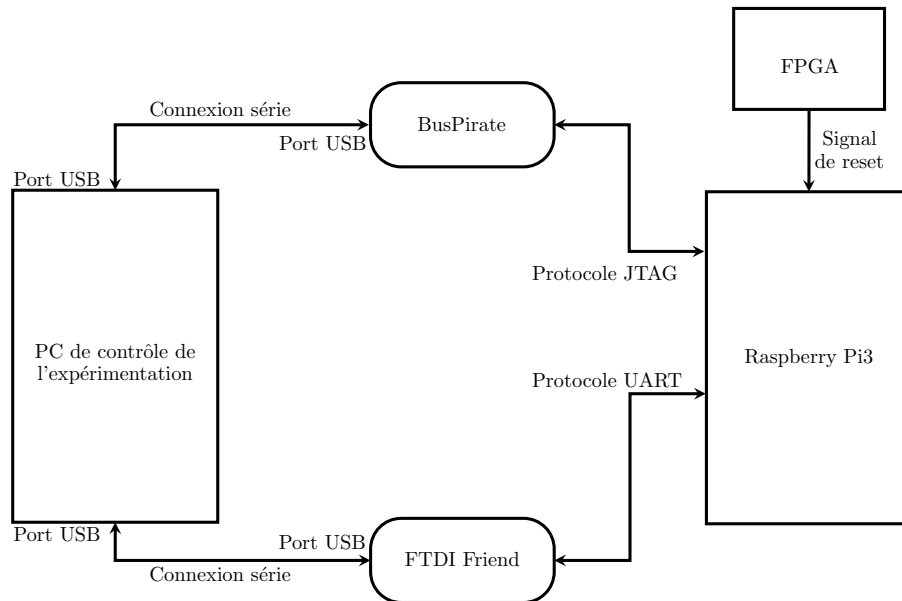 FPGA
Connexion série
BusPirate
Port USB
Signal
de reset
Port USB
Protocole JTAG
PC de contrôle de
l'expérimentation
Raspberry Pi3
Protocole UART
Port USB
Port USB
FTDI Friend
Connexion série